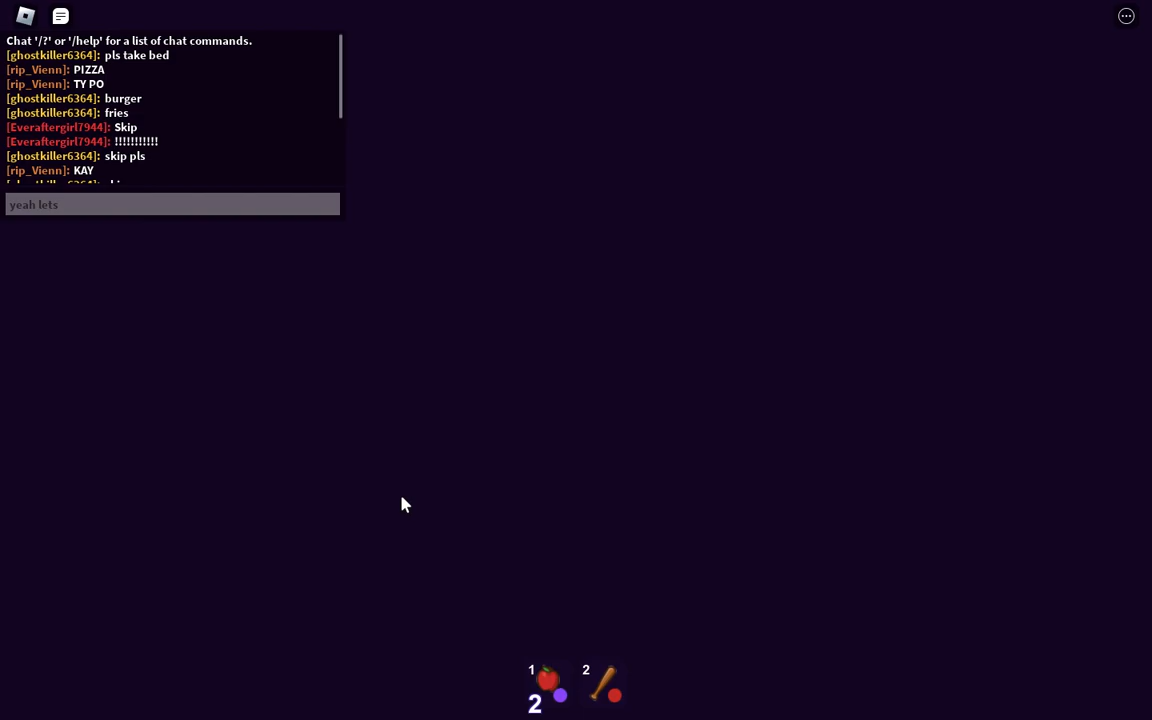 Chat '/?' or '/help' for a list of chat commands.
[ghostkiller6364]: pls take bed
[rip_Vienn]: PIZZA
[rip_Vienn]: TY PO
[ghostkiller6364]: burger
[ghostkiller6364]: fries
[Everaftergirl7944]: Skip
[Everaftergirl7944]: !!!!!!!!!!!
[ghostkiller6364]: skip pls
[rip_Vienn]: KAY
yeah lets
1 2
2